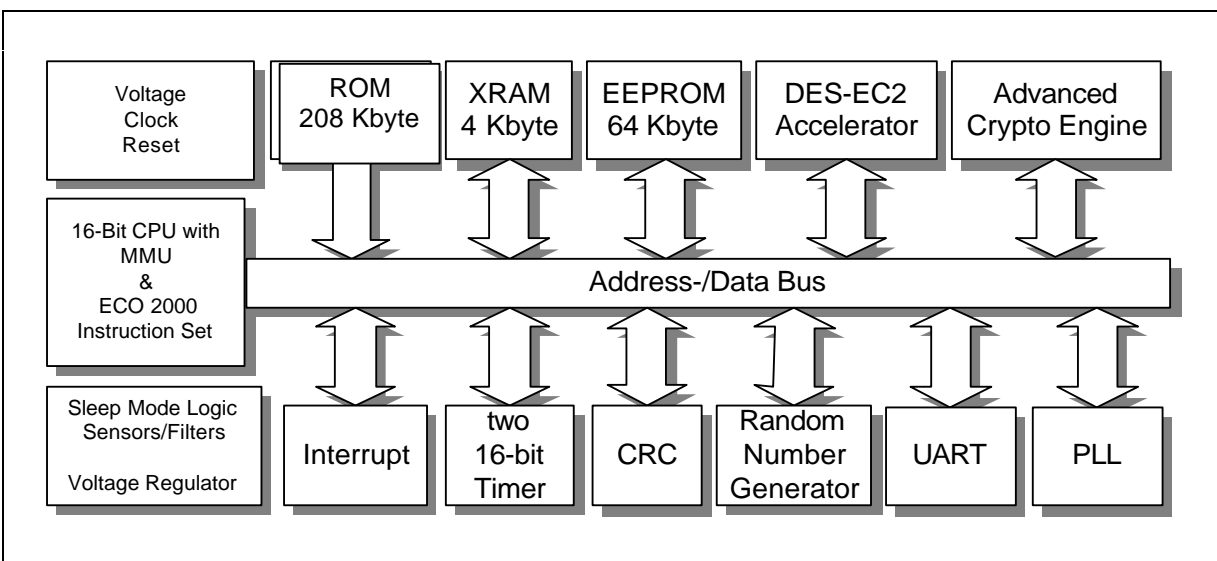 Voltage
Clock
Reset
ROM
208 Kbyte
XRAM
4 Kbyte
EEPROM
64 Kbyte
DES-EC2
Accelerator
Advanced
Crypto Engine
16-Bit CPU with
MMU
&
ECO 2000
Instruction Set
Address-/Data Bus
Sleep Mode Logic
Sensors/Filters
Voltage Regulator
Interrupt
two
16-bit
Timer
CRC
Random
Number
Generator
UART
PLL